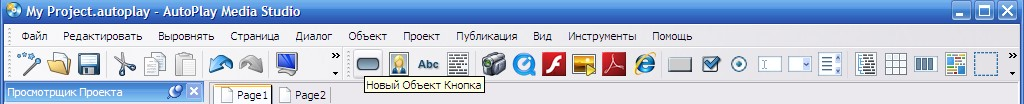 My Project.autoplay - AutoPlay Media Studio
Файл Редактировать Выровнять Страница Диалог Объект Проект Публикация Вид Инструменты Помощь
Abc
Новый Объект Кнопка
Просмотрщик Проекта Page1 Page2